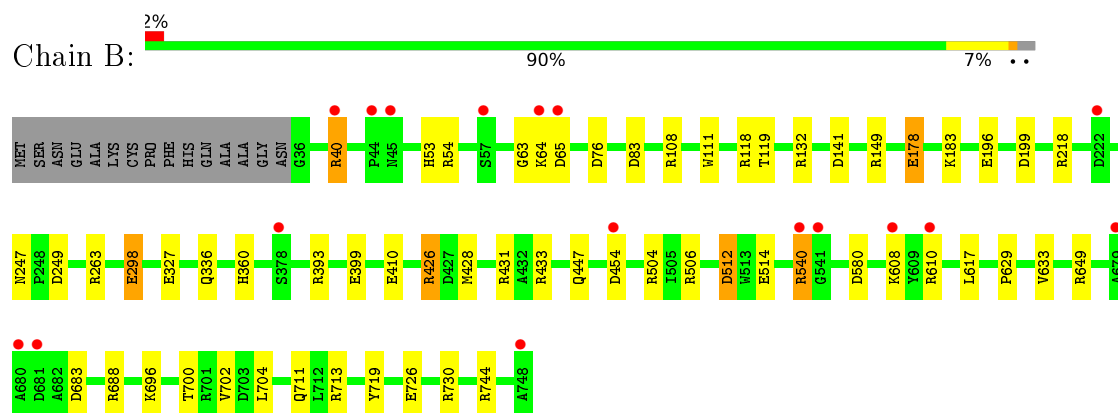 2%
Chain B:
90% 7% • •
MET SER ASN GLU ALA LYS CYS PRO PHE HIS GLN ALA ALA GLY ASN G36 R40 P44 N45 H53 R54 S57 G63 K64 D65 D76 D83 R108 W111 R118 T119 R132 D141 R149 E178 K183 E196 D199 R218 D222
N247 P248 D249 R263 E298 E327 Q336 H360 S378 R393 E399 E410 R426 D427 M428 R431 A432 R433 Q447 D454 R504 I505 R506 D512 W513 E514 R540 G541 D580 K608 Y609 R610 L617 P629 V633 R649 A679
A680 D681 A682 D683 R688 K696 T700 R701 V702 D703 L704 Q711 L712 R713 Y719 E726 R730 R744 A748